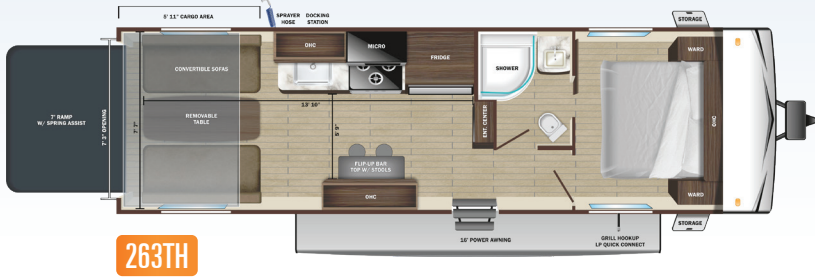 5' 11" CARGO AREA
SPRAYER
HOSE
DOCKING
STATION
STORAGE
OHC
MICRO
FRIDGE
SHOWER
WARD
CONVERTIBLE SOFAS
7' RAMP
W/ SPRING ASSIST
7' 3" OPENING
7' 7"
REMOVABLE
TABLE
13' 10"
5' 9"
ENT. CENTER
OHC
FLIP-UP BAR
TOP W/ STOOLS
OHC
WARD
STORAGE
16' POWER AWNING
GRILL HOOKUP
LP QUICK CONNECT
263TH